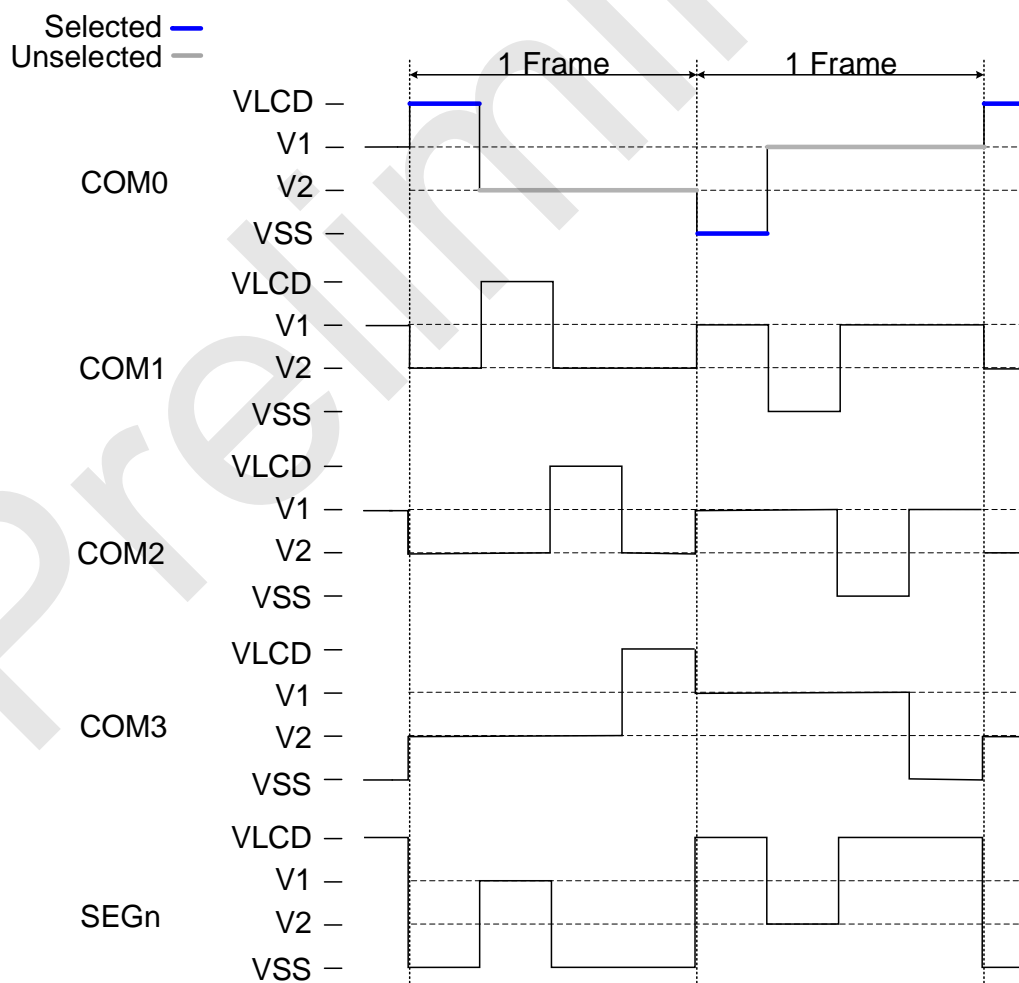 Selected
Unselected
1 Frame 1 Frame
VLCD
V1
COM0
V2
VSS
VLCD
V1
COM1
V2
VSS
VLCD
V1
COM2
V2
VSS
VLCD
V1
COM3
V2
VSS
VLCD
V1
SEGn
V2
VSS